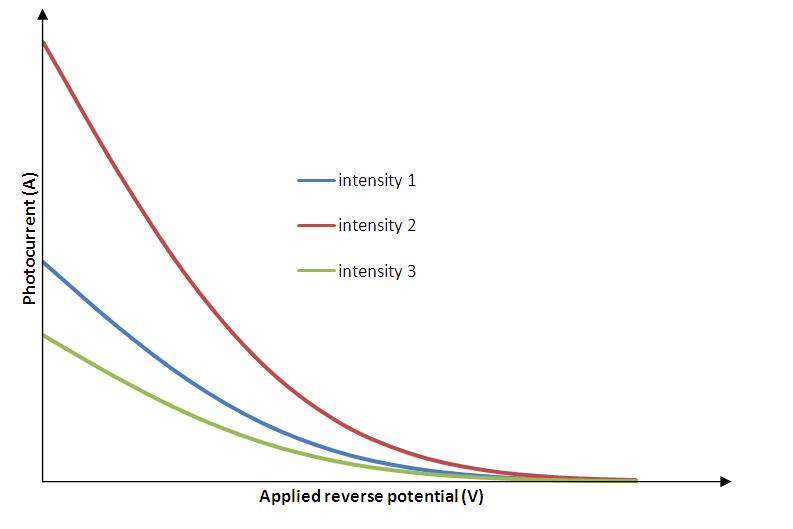 Photocurrent (A)
intensity 1
intensity 2
intensity 3
Applied reverse potential (V)